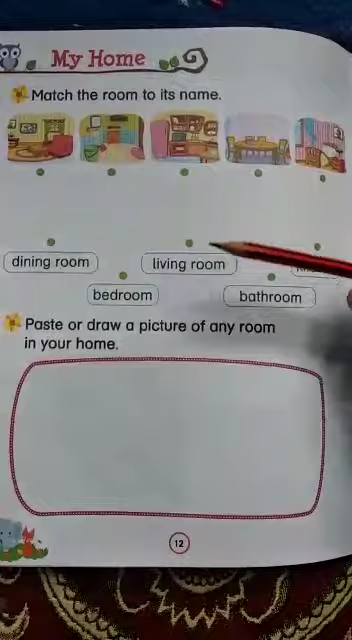 My Home
Match the room to its name.
dining room
living room
bedroom
bathroom
Paste or draw a picture of any room
in your home.
12